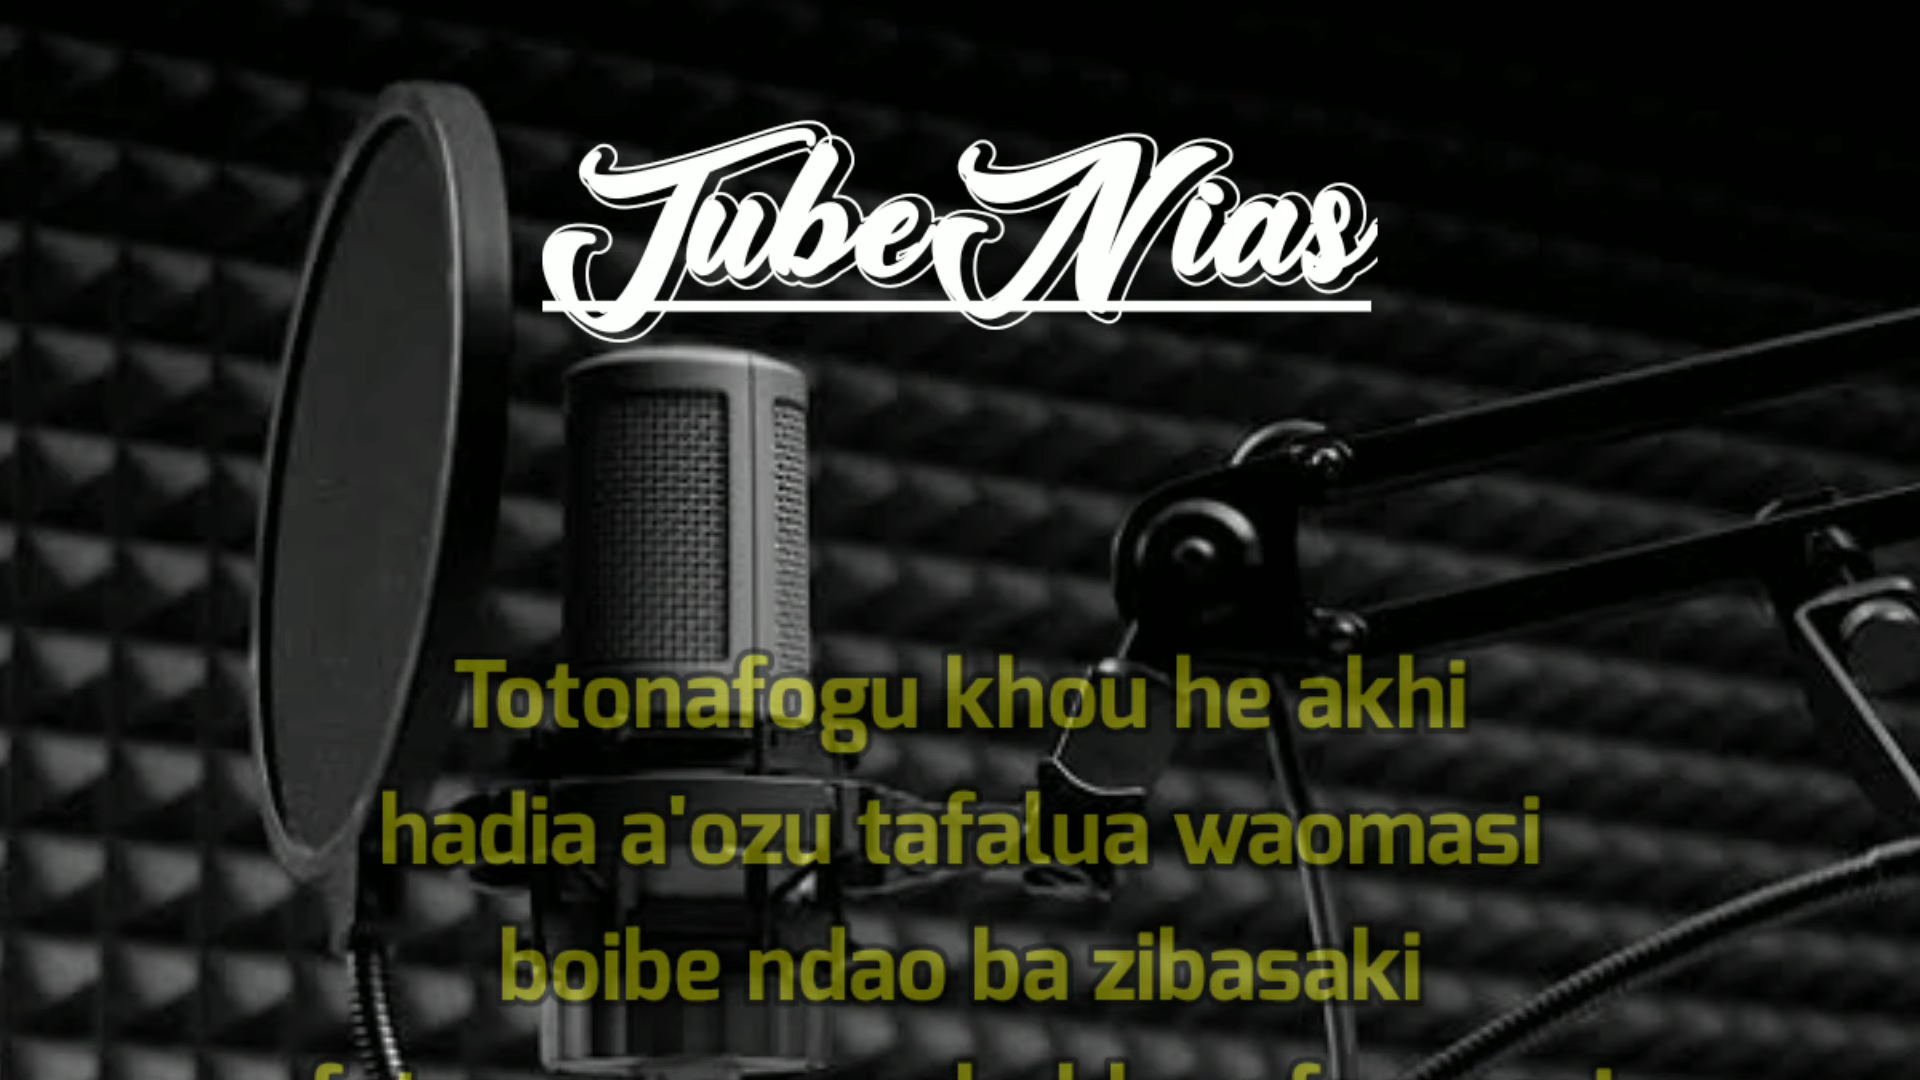 TubeNias
Totonafogu khou he akhi
hadia a'ozu tafalua waomasi
boibe ndao ba zibasaki